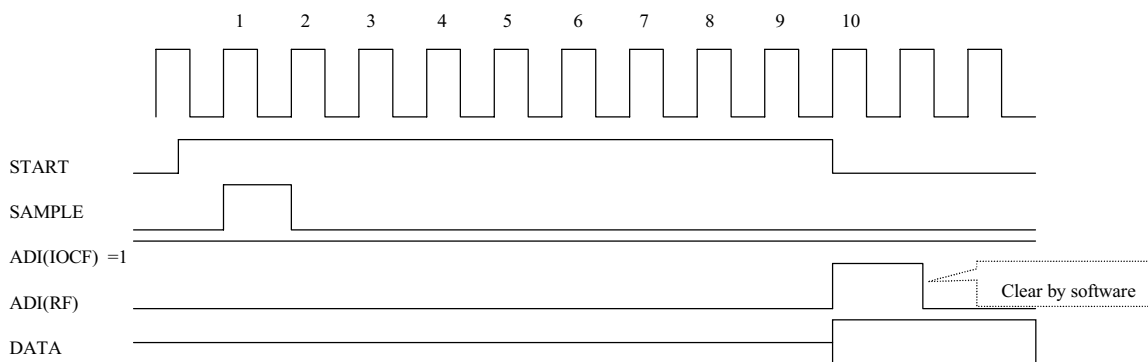 1 2 3 4 5 6 7 8 9 10
START
SAMPLE
ADI(IOCF) =1
ADI(RF)
Clear by software
DATA